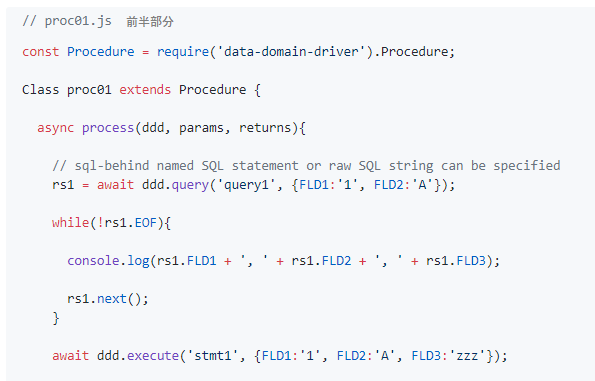 // proc01.js 前半部分
const Procedure = require('data-domain-driver').Procedure;
Class proc01 extends Procedure {
async process(ddd, params, returns){
// sql-behind named SQL statement or raw SQL string can be specified
rs1 = await ddd.query('query1', {FLD1:'1', FLD2:'A'});
while(!rs1.EOF){
console.log(rs1.FLD1 + ', ' + rs1.FLD2 + ', ' + rs1.FLD3);
rs1.next();
}
await ddd.execute('stmt1', {FLD1:'1', FLD2:'A', FLD3:'zzz'});